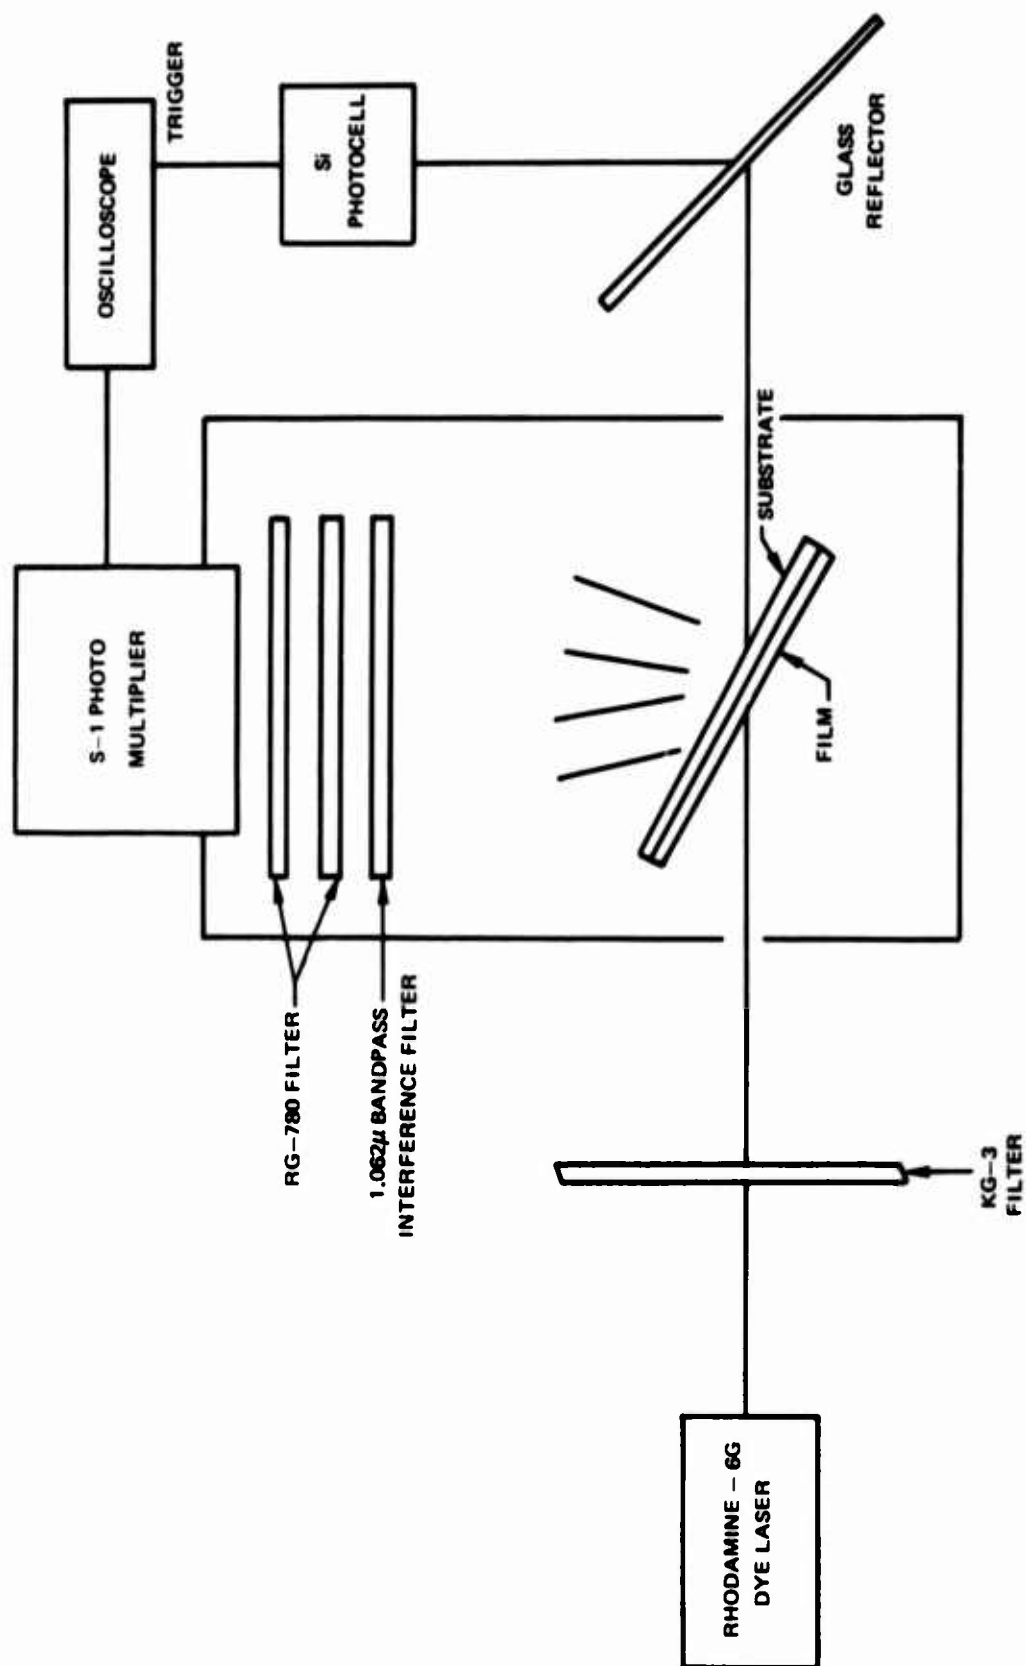 OSCILLOSCOPE
TRIGGER
Si
PHOTOCELL
GLASS
REFLECTOR
S-1 PHOTO
MULTIPLIER
SUBSTRATE
FILM
RG-780 FILTER
1.062μ BANDPASS
INTERFERENCE FILTER
KG-3
FILTER
RHODAMINE - 6G
DYE LASER